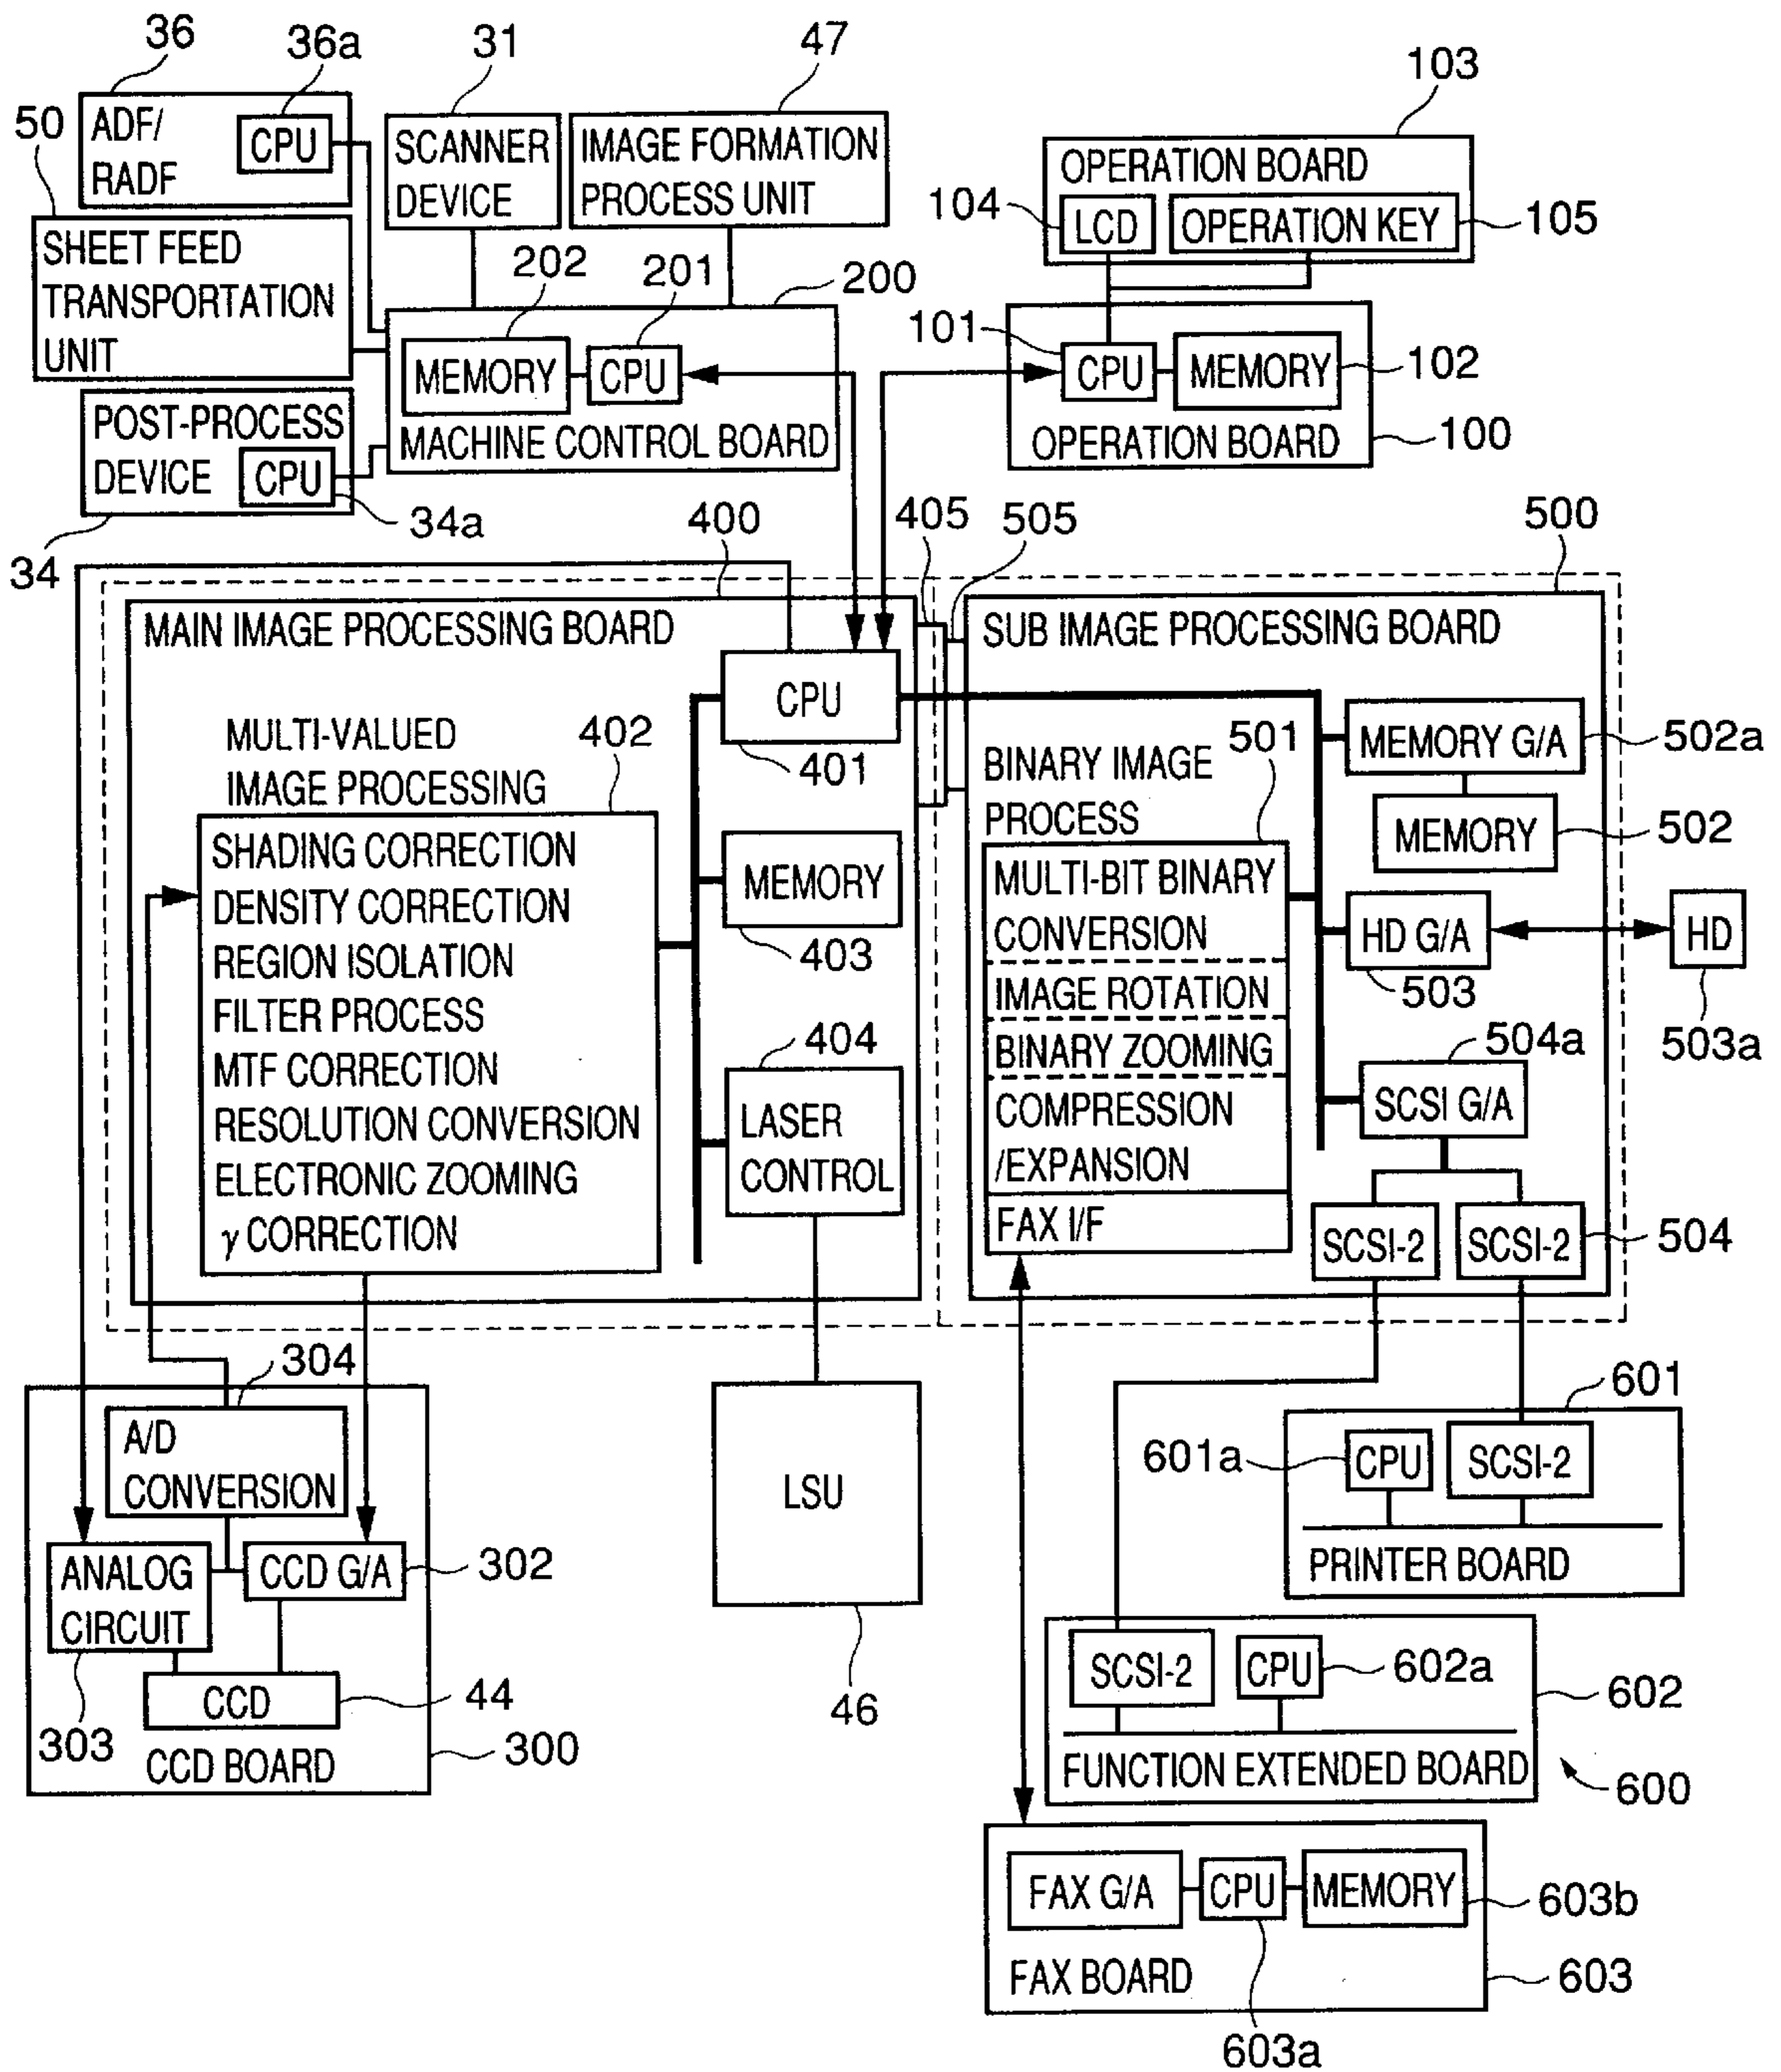 36
36a
31
47
103
50
ADF/
RADF
CPU
SCANNER
DEVICE
IMAGE FORMATION
PROCESS UNIT
OPERATION BOARD
104
LCD
OPERATION KEY
105
SHEET FEED
TRANSPORTATION
UNIT
202
201
200
MEMORY
CPU
MACHINE CONTROL BOARD
101
CPU
MEMORY
102
OPERATION BOARD
100
POST-PROCESS
DEVICE
CPU
34a
34
400
405
505
500
MAIN IMAGE PROCESSING BOARD
CPU
401
MULTI-VALUED
IMAGE PROCESSING
402
SHADING CORRECTION
DENSITY CORRECTION
REGION ISOLATION
FILTER PROCESS
MTF CORRECTION
RESOLUTION CONVERSION
ELECTRONIC ZOOMING
γ CORRECTION
MEMORY
403
404
LASER
CONTROL
SUB IMAGE PROCESSING BOARD
BINARY IMAGE
PROCESS
501
MULTI-BIT BINARY
CONVERSION
IMAGE ROTATION
BINARY ZOOMING
COMPRESSION
/EXPANSION
FAX I/F
MEMORY G/A
502a
MEMORY
502
HD G/A
503
HD
503a
504a
SCSI G/A
SCSI-2
SCSI-2
504
304
A/D
CONVERSION
ANALOG
CIRCUIT
CCD G/A
302
CCD
44
303
CCD BOARD
300
LSU
46
601
601a
CPU
SCSI-2
PRINTER BOARD
SCSI-2
CPU
602a
602
FUNCTION EXTENDED BOARD
600
FAX G/A
CPU
MEMORY
603b
FAX BOARD
603
603a